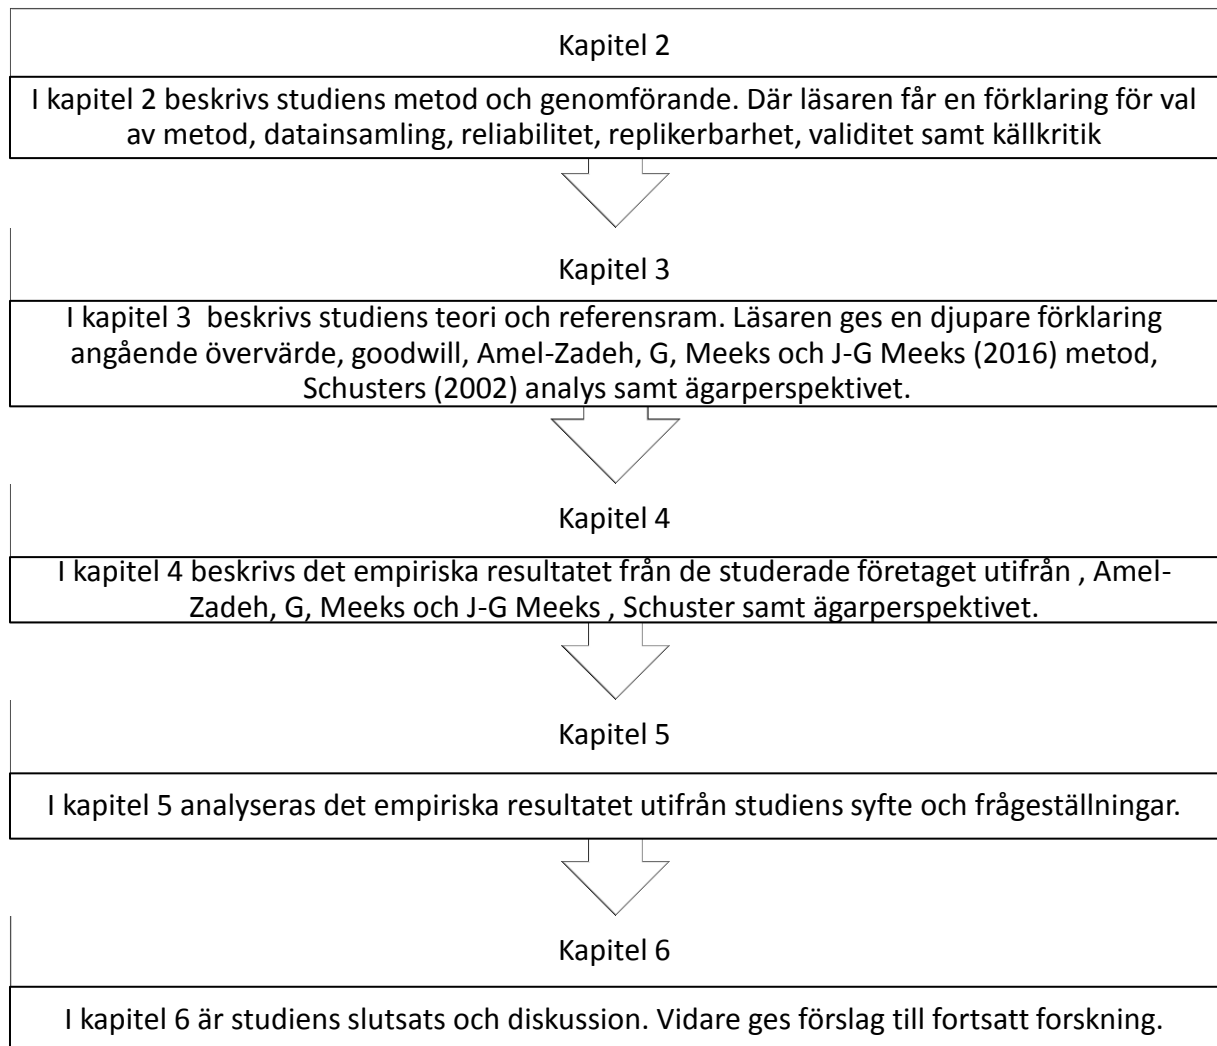 Kapitel 2
I kapitel 2 beskrivs studiens metod och genomförande. Där läsaren får en förklaring för val
av metod, datainsamling, reliabilitet, replikerbarhet, validitet samt källkritik
Kapitel 3
I kapitel 3 beskrivs studiens teori och referensram. Läsaren ges en djupare förklaring
angående övervärde, goodwill, Amel-Zadeh, G, Meeks och J-G Meeks (2016) metod,
Schusters (2002) analys samt ägarperspektivet.
Kapitel 4
I kapitel 4 beskrivs det empiriska resultatet från de studerade företaget utifrån , Amel-
Zadeh, G, Meeks och J-G Meeks , Schuster samt ägarperspektivet.
Kapitel 5
I kapitel 5 analyseras det empiriska resultatet utifrån studiens syfte och frågeställningar.
Kapitel 6
I kapitel 6 är studiens slutsats och diskussion. Vidare ges förslag till fortsatt forskning.